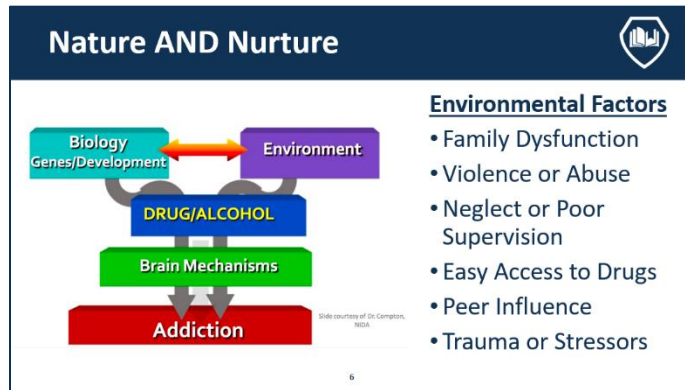 Nature AND Nurture
Biology
Genes/Development
Environment
DRUG/ALCOHOL
Brain Mechanisms
Addiction
Slide courtesy of Dr. Compton,
NIDA
Environmental Factors
• Family Dysfunction
• Violence or Abuse
• Neglect or Poor
Supervision
• Easy Access to Drugs
• Peer Influence
• Trauma or Stressors
6